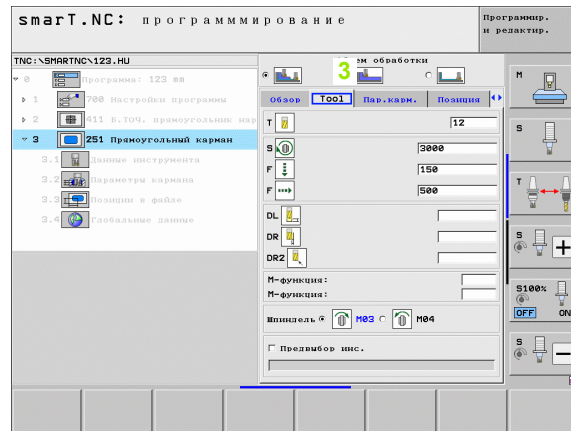 smarT.NC: программмирование
Программир. и редактир.
TNC:\SMARTNC\123.HU
0 Программа: 123 mm
1 700 Настройки программы
2 411 Б.ТОЧ. прямоугольник нар
3 251 Прямоугольный карман
3.1 Данные инструмента
3.2 Параметры кармана
3.3 Позиции в файле
3.4 Глобальные данные
ем обработки
3
Обзор Tool Пар.карм. Позиция
T 12
S 3000
F 150
F 500
DL
DR
DR2
M-функция:
M-функция:
Шпиндель M03 M04
Предвыбор инс.
M
S
T
S
S100%
OFF ON
S